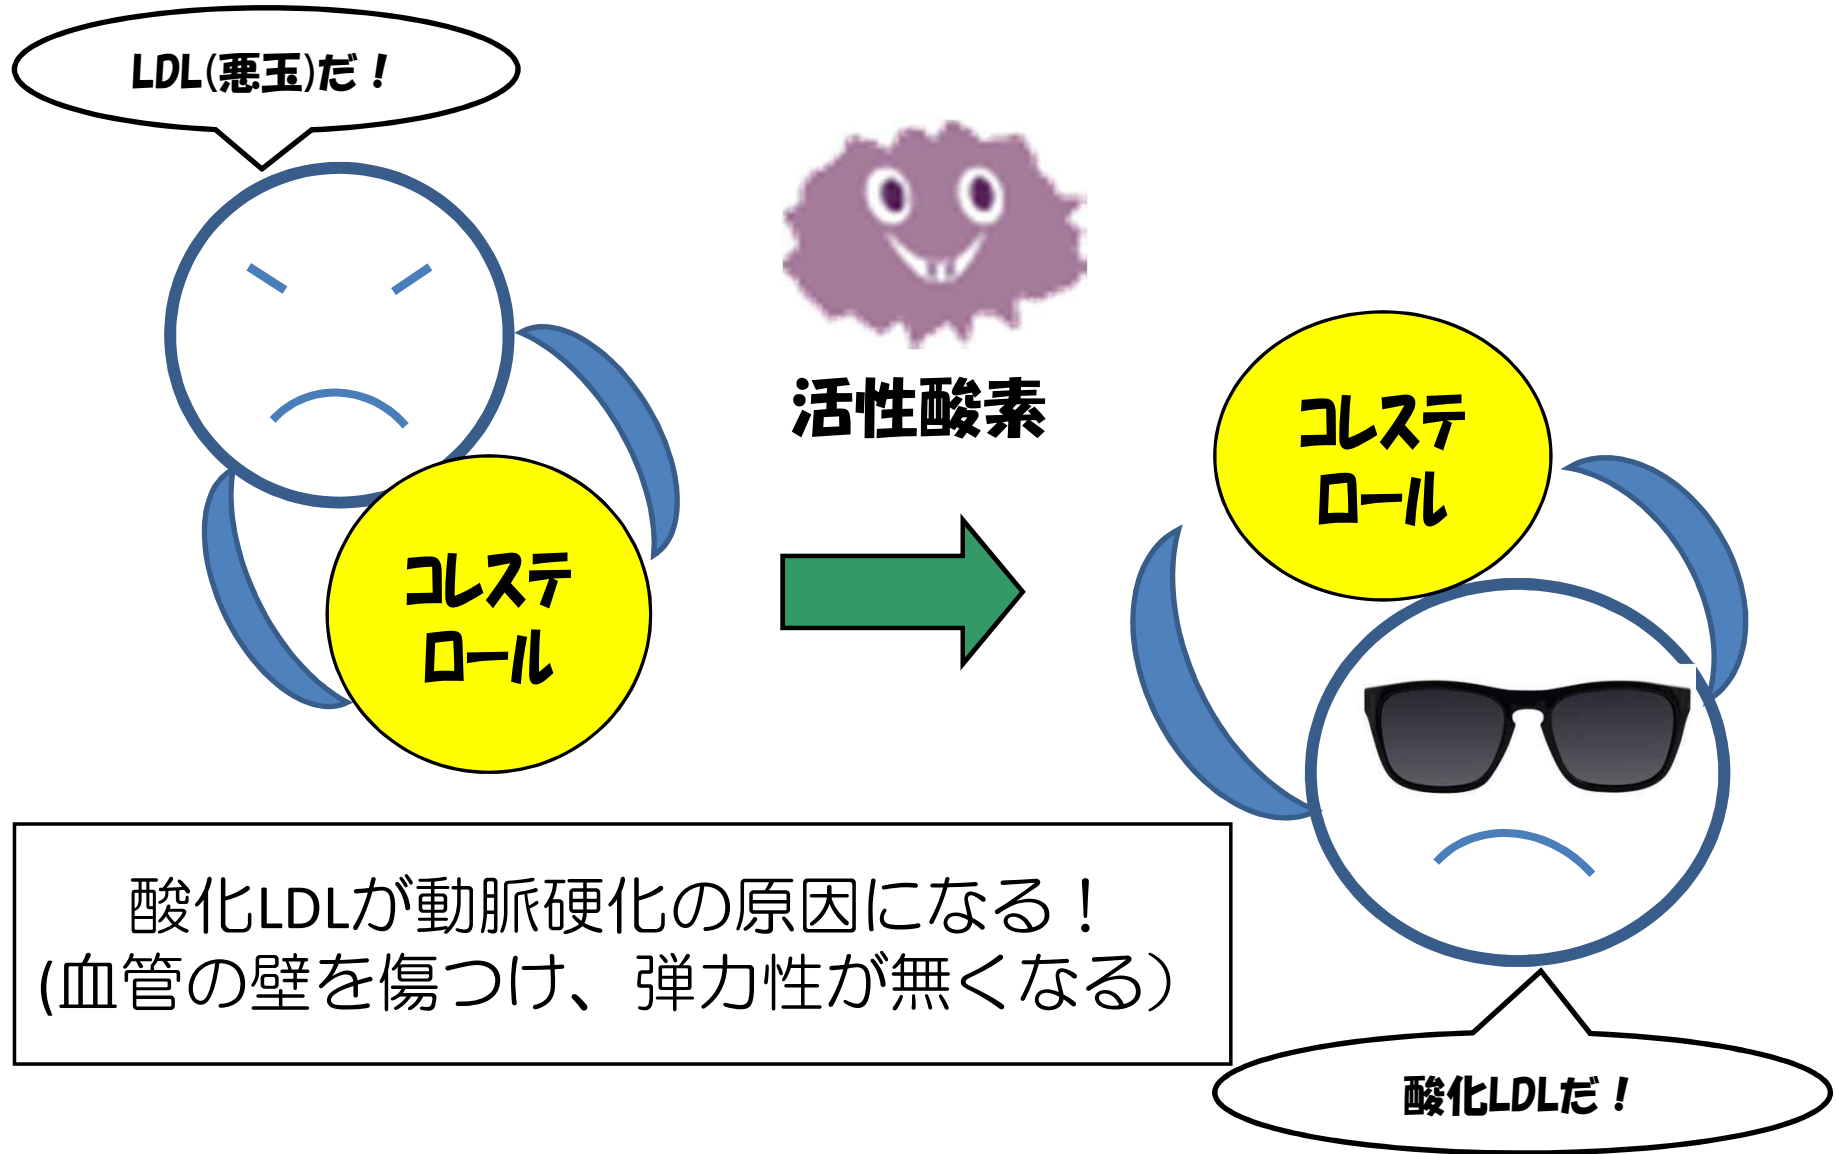 LDL(悪玉)だ！
活性酸素
コレステ
ロール
コレステ
ロール
酸化LDLが動脈硬化の原因になる！
(血管の壁を傷つけ、弾力性が無くなる）
酸化LDLだ！